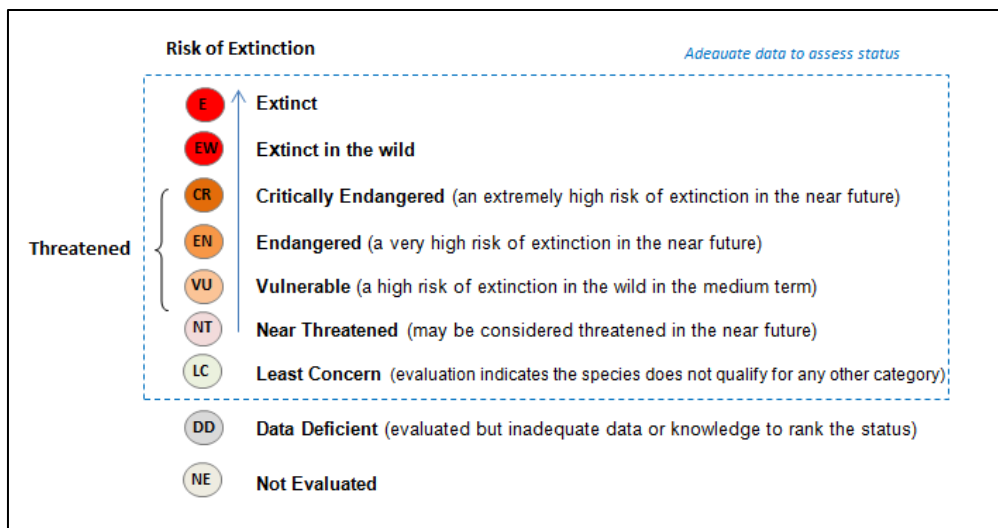 Risk of Extinction
Adequate data to assess status
E Extinct
EW Extinct in the wild
CR Critically Endangered (an extremely high risk of extinction in the near future)
Threatened
EN Endangered (a very high risk of extinction in the near future)
VU Vulnerable (a high risk of extinction in the wild in the medium term)
NT Near Threatened (may be considered threatened in the near future)
LC Least Concern (evaluation indicates the species does not qualify for any other category)
DD Data Deficient (evaluated but inadequate data or knowledge to rank the status)
NE Not Evaluated